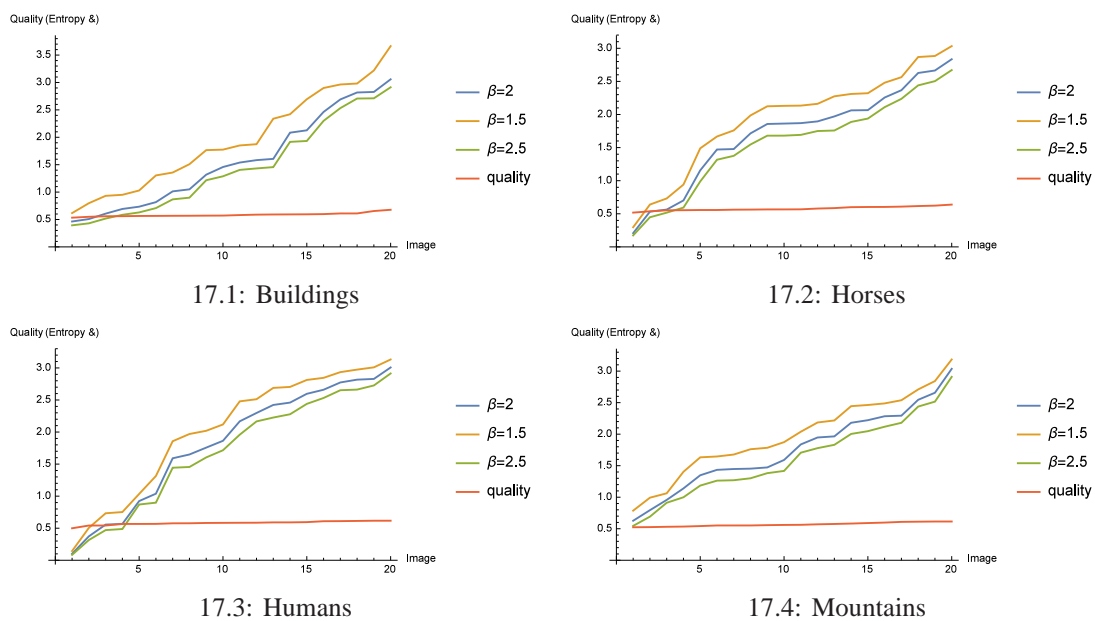 Quality (Entropy &)
3.5
3.0
2.5
2.0
1.5
1.0
0.5
5
10
15
20
Image
β=2
β=1.5
β=2.5
quality
17.1: Buildings
Quality (Entropy &)
3.0
2.5
2.0
1.5
1.0
0.5
5
10
15
20
Image
β=2
β=1.5
β=2.5
quality
17.2: Horses
Quality (Entropy &)
3.0
2.5
2.0
1.5
1.0
0.5
5
10
15
20
Image
β=2
β=1.5
β=2.5
quality
17.3: Humans
Quality (Entropy &)
3.0
2.5
2.0
1.5
1.0
0.5
5
10
15
20
Image
β=2
β=1.5
β=2.5
quality
17.4: Mountains